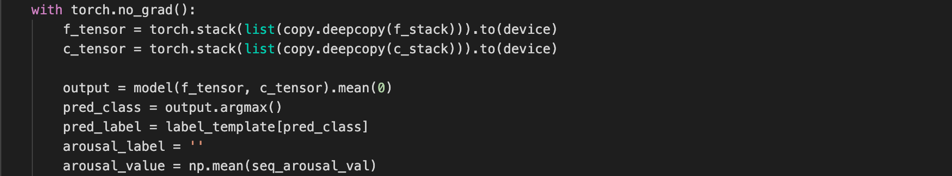 with torch.no_grad():
f_tensor = torch.stack(list(copy.deepcopy(f_stack))).to(device)
c_tensor = torch.stack(list(copy.deepcopy(c_stack))).to(device)
output = model(f_tensor, c_tensor).mean(0)
pred_class = output.argmax()
pred_label = label_template[pred_class]
arousal_label = ''
arousal_value = np.mean(seq_arousal_val)